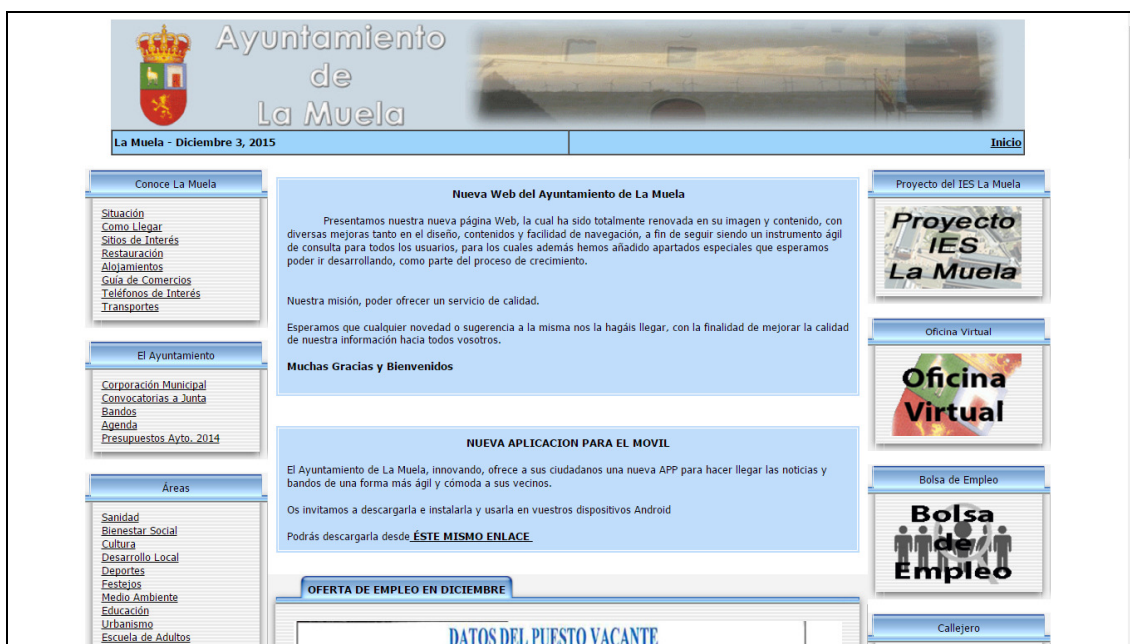 Ayuntamiento
de
La Muela
La Muela - Diciembre 3, 2015
Inicio
Conoce La Muela
Situación
Como Llegar
Sitios de Interés
Restauración
Alojamientos
Guía de Comercios
Teléfonos de Interés
Transportes
El Ayuntamiento
Corporación Municipal
Convocatorias a Junta
Bandos
Agenda
Presupuestos Ayto. 2014
Áreas
Sanidad
Bienestar Social
Cultura
Desarrollo Local
Deportes
Festejos
Medio Ambiente
Educación
Urbanismo
Escuela de Adultos
Nueva Web del Ayuntamiento de La Muela
Presentamos nuestra nueva página Web, la cual ha sido totalmente renovada en su imagen y contenido, con
diversas mejoras tanto en el diseño, contenidos y facilidad de navegación, a fin de seguir siendo un instrumento ágil
de consulta para todos los usuarios, para los cuales además hemos añadido apartados especiales que esperamos
poder ir desarrollando, como parte del proceso de crecimiento.
Nuestra misión, poder ofrecer un servicio de calidad.
Esperamos que cualquier novedad o sugerencia a la misma nos la hagáis llegar, con la finalidad de mejorar la calidad
de nuestra información hacia todos vosotros.
Muchas Gracias y Bienvenidos
NUEVA APLICACION PARA EL MOVIL
El Ayuntamiento de La Muela, innovando, ofrece a sus ciudadanos una nueva APP para hacer llegar las noticias y
bandos de una forma más ágil y cómoda a sus vecinos.
Os invitamos a descargarla e instalarla y usarla en vuestros dispositivos Android
Podrás descargarla desde ÉSTE MISMO ENLACE
OFERTA DE EMPLEO EN DICIEMBRE
DATOS DEL PUESTO VACANTE
Proyecto del IES La Muela
Proyecto
IES
La Muela
Oficina Virtual
Oficina
Virtual
Bolsa de Empleo
Bolsa
de
Empleo
Callejero